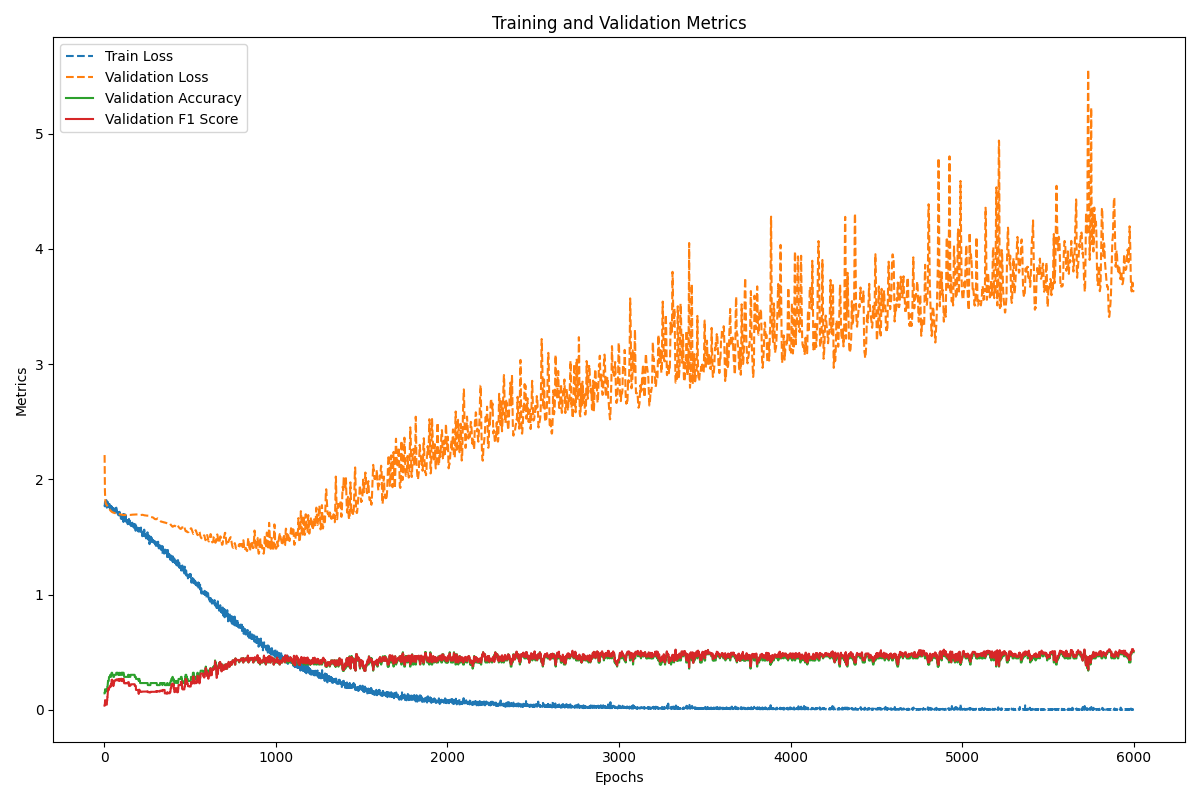 Training and Validation Metrics
Train Loss
Validation Loss
Validation Accuracy
Validation F1 Score
Metrics
5
4
3
2
1
0
0 1000 2000 3000 4000 5000 6000
Epochs